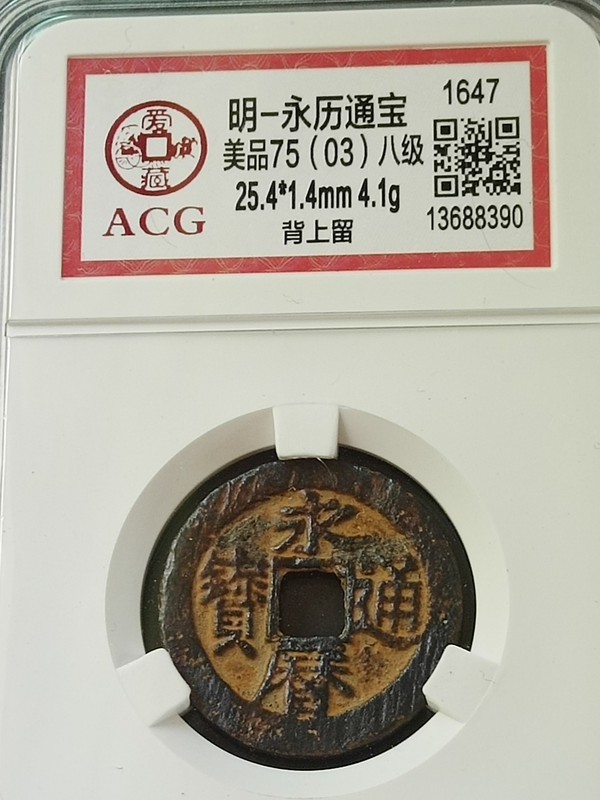 爱
藏
ACG
明-永历通宝
美品75(03)八级
25.4*1.4mm 4.1g
背上留
1647
13688390
永
曆
通
寶